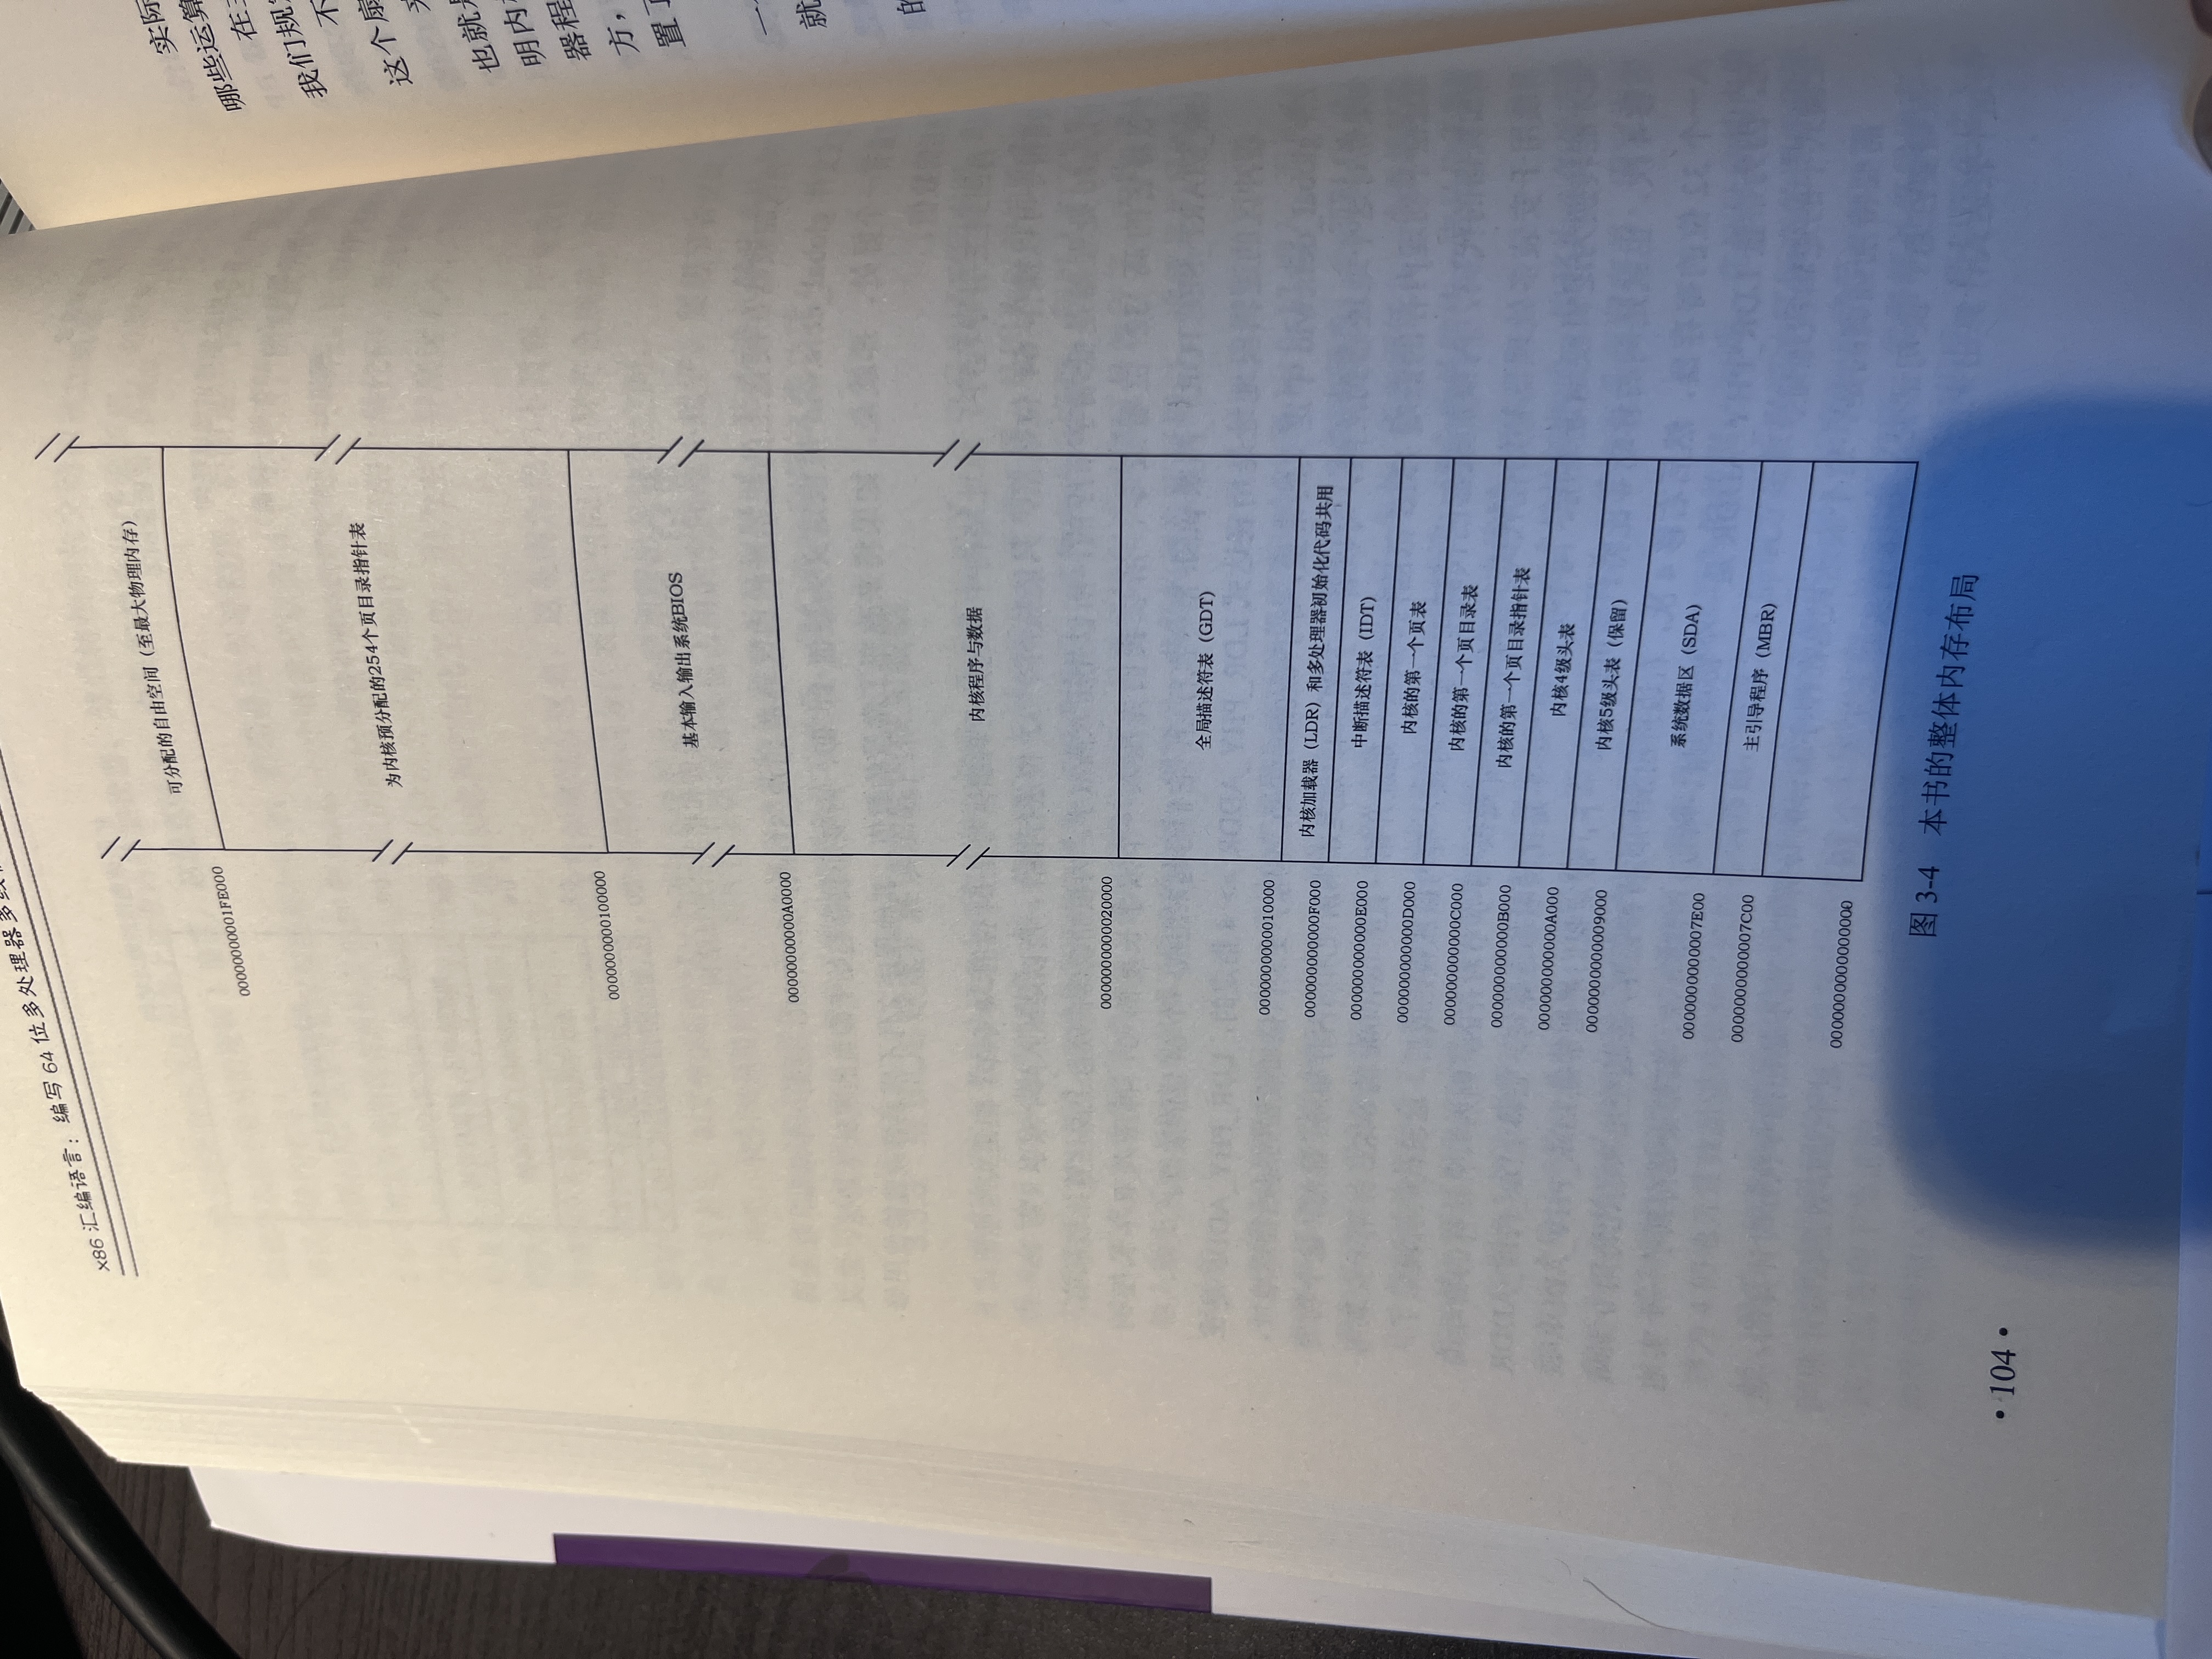 x86 汇编语言：编写 64 位多处理器多线
可分配的自由空间（至最大物理内存）
00000000001FE000
为内核预分配的254个页目录指针表
0000000000100000
基本输入输出系统BIOS
00000000000A0000
内核程序与数据
0000000000020000
全局描述符表（GDT）
0000000000010000
内核加载器（LDR）和多处理器初始化代码共用
000000000000F000
中断描述符表（IDT）
000000000000E000
内核的第一个页表
000000000000D000
内核的第一个页目录表
000000000000C000
内核的第一个页目录指针表
000000000000B000
内核4级头表
000000000000A000
内核5级头表（保留）
0000000000009000
系统数据区（SDA）
0000000000007E00
主引导程序（MBR）
0000000000007C00
0000000000000000
图 3-4 本书的整体内存布局
• 104 •
实际
哪些运算
在
我们规
不
这个扇
也就是
明内
器程
方，
置了
一个
就
的